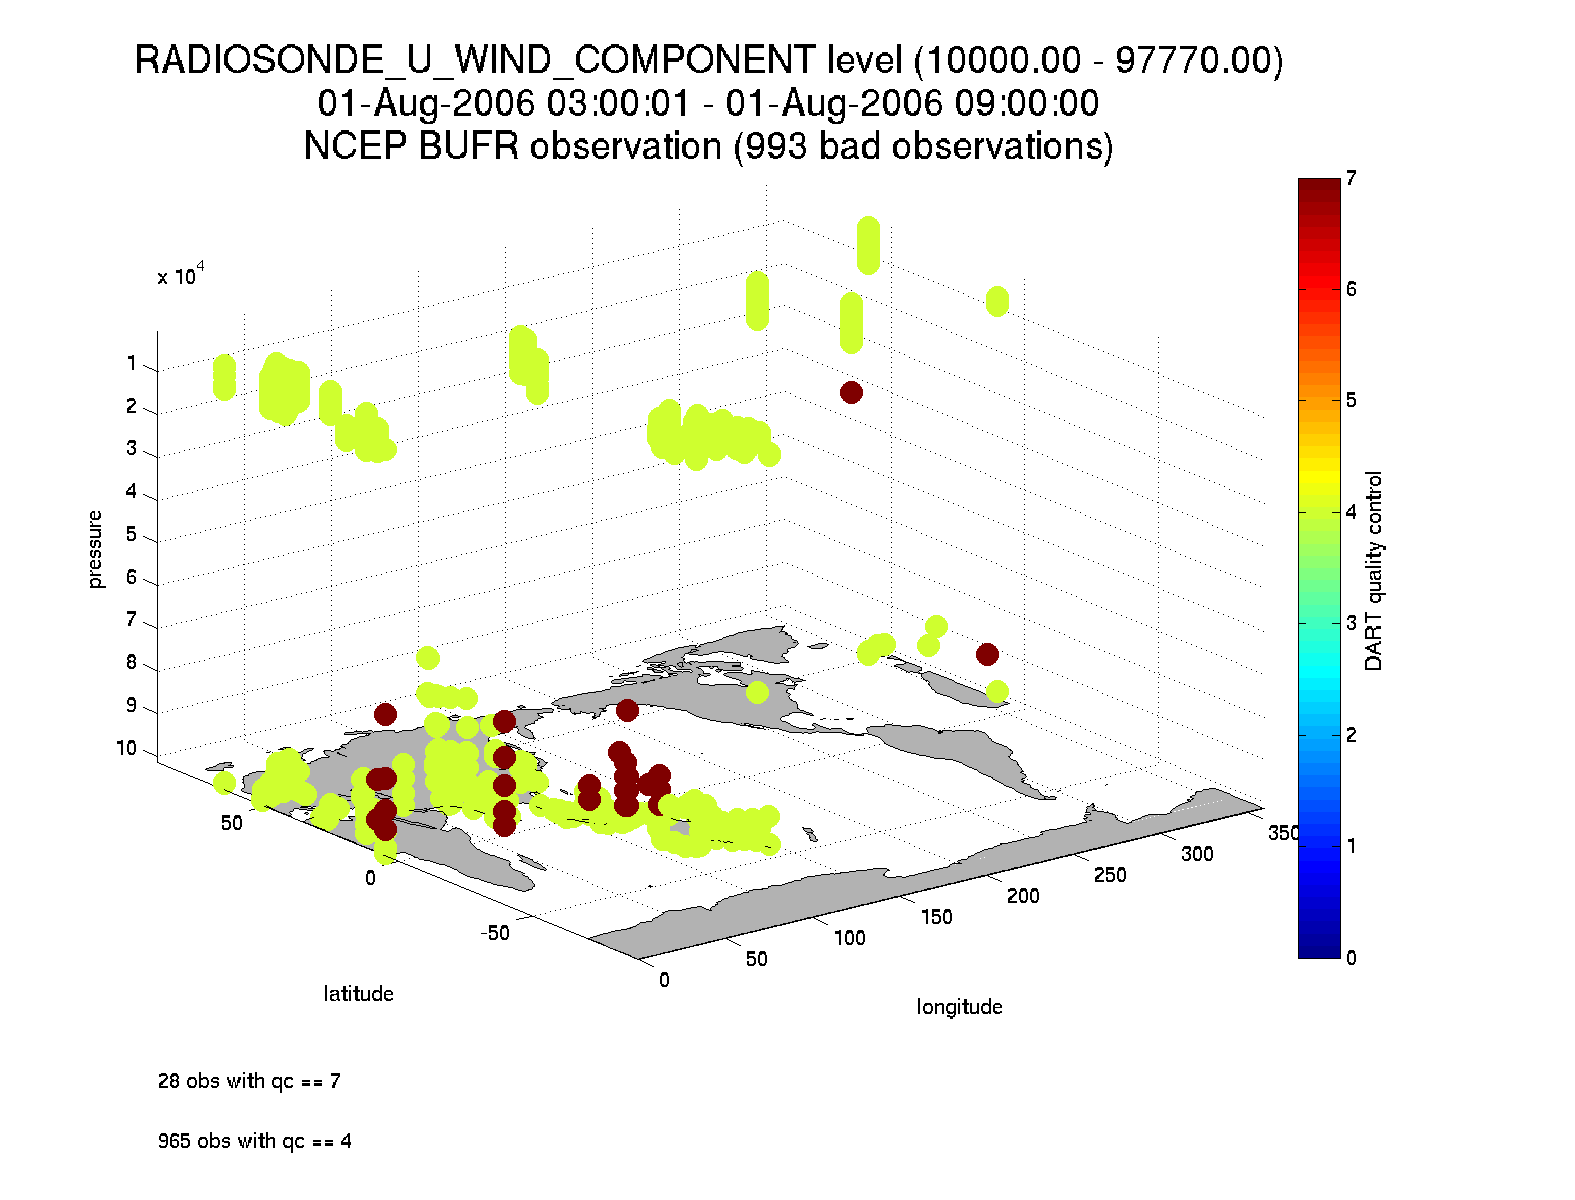 RADIOSONDE_U_WIND_COMPONENT level (10000.00 - 97770.00)
01-Aug-2006 03:00:01 - 01-Aug-2006 09:00:00
NCEP BUFR observation (993 bad observations)
x 10^4
1
2
3
4
5
6
7
8
9
10
pressure
50
0
-50
latitude
0
50
100
150
200
250
300
350
longitude
7
6
5
4
3
2
1
0
DART quality control
28 obs with qc == 7
965 obs with qc == 4